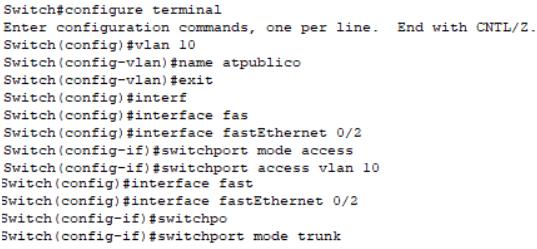 Switch#configure terminal
Enter configuration commands, one per line.  End with CNTL/Z.
Switch(config)#vlan 10
Switch(config-vlan)#name atpublico
Switch(config-vlan)#exit
Switch(config)#interf
Switch(config)#interface fas
Switch(config)#interface fastEthernet 0/2
Switch(config-if)#switchport mode access
Switch(config-if)#switchport access vlan 10
Switch(config)#interface fast
Switch(config)#interface fastEthernet 0/2
Switch(config-if)#switchpo
Switch(config-if)#switchport mode trunk